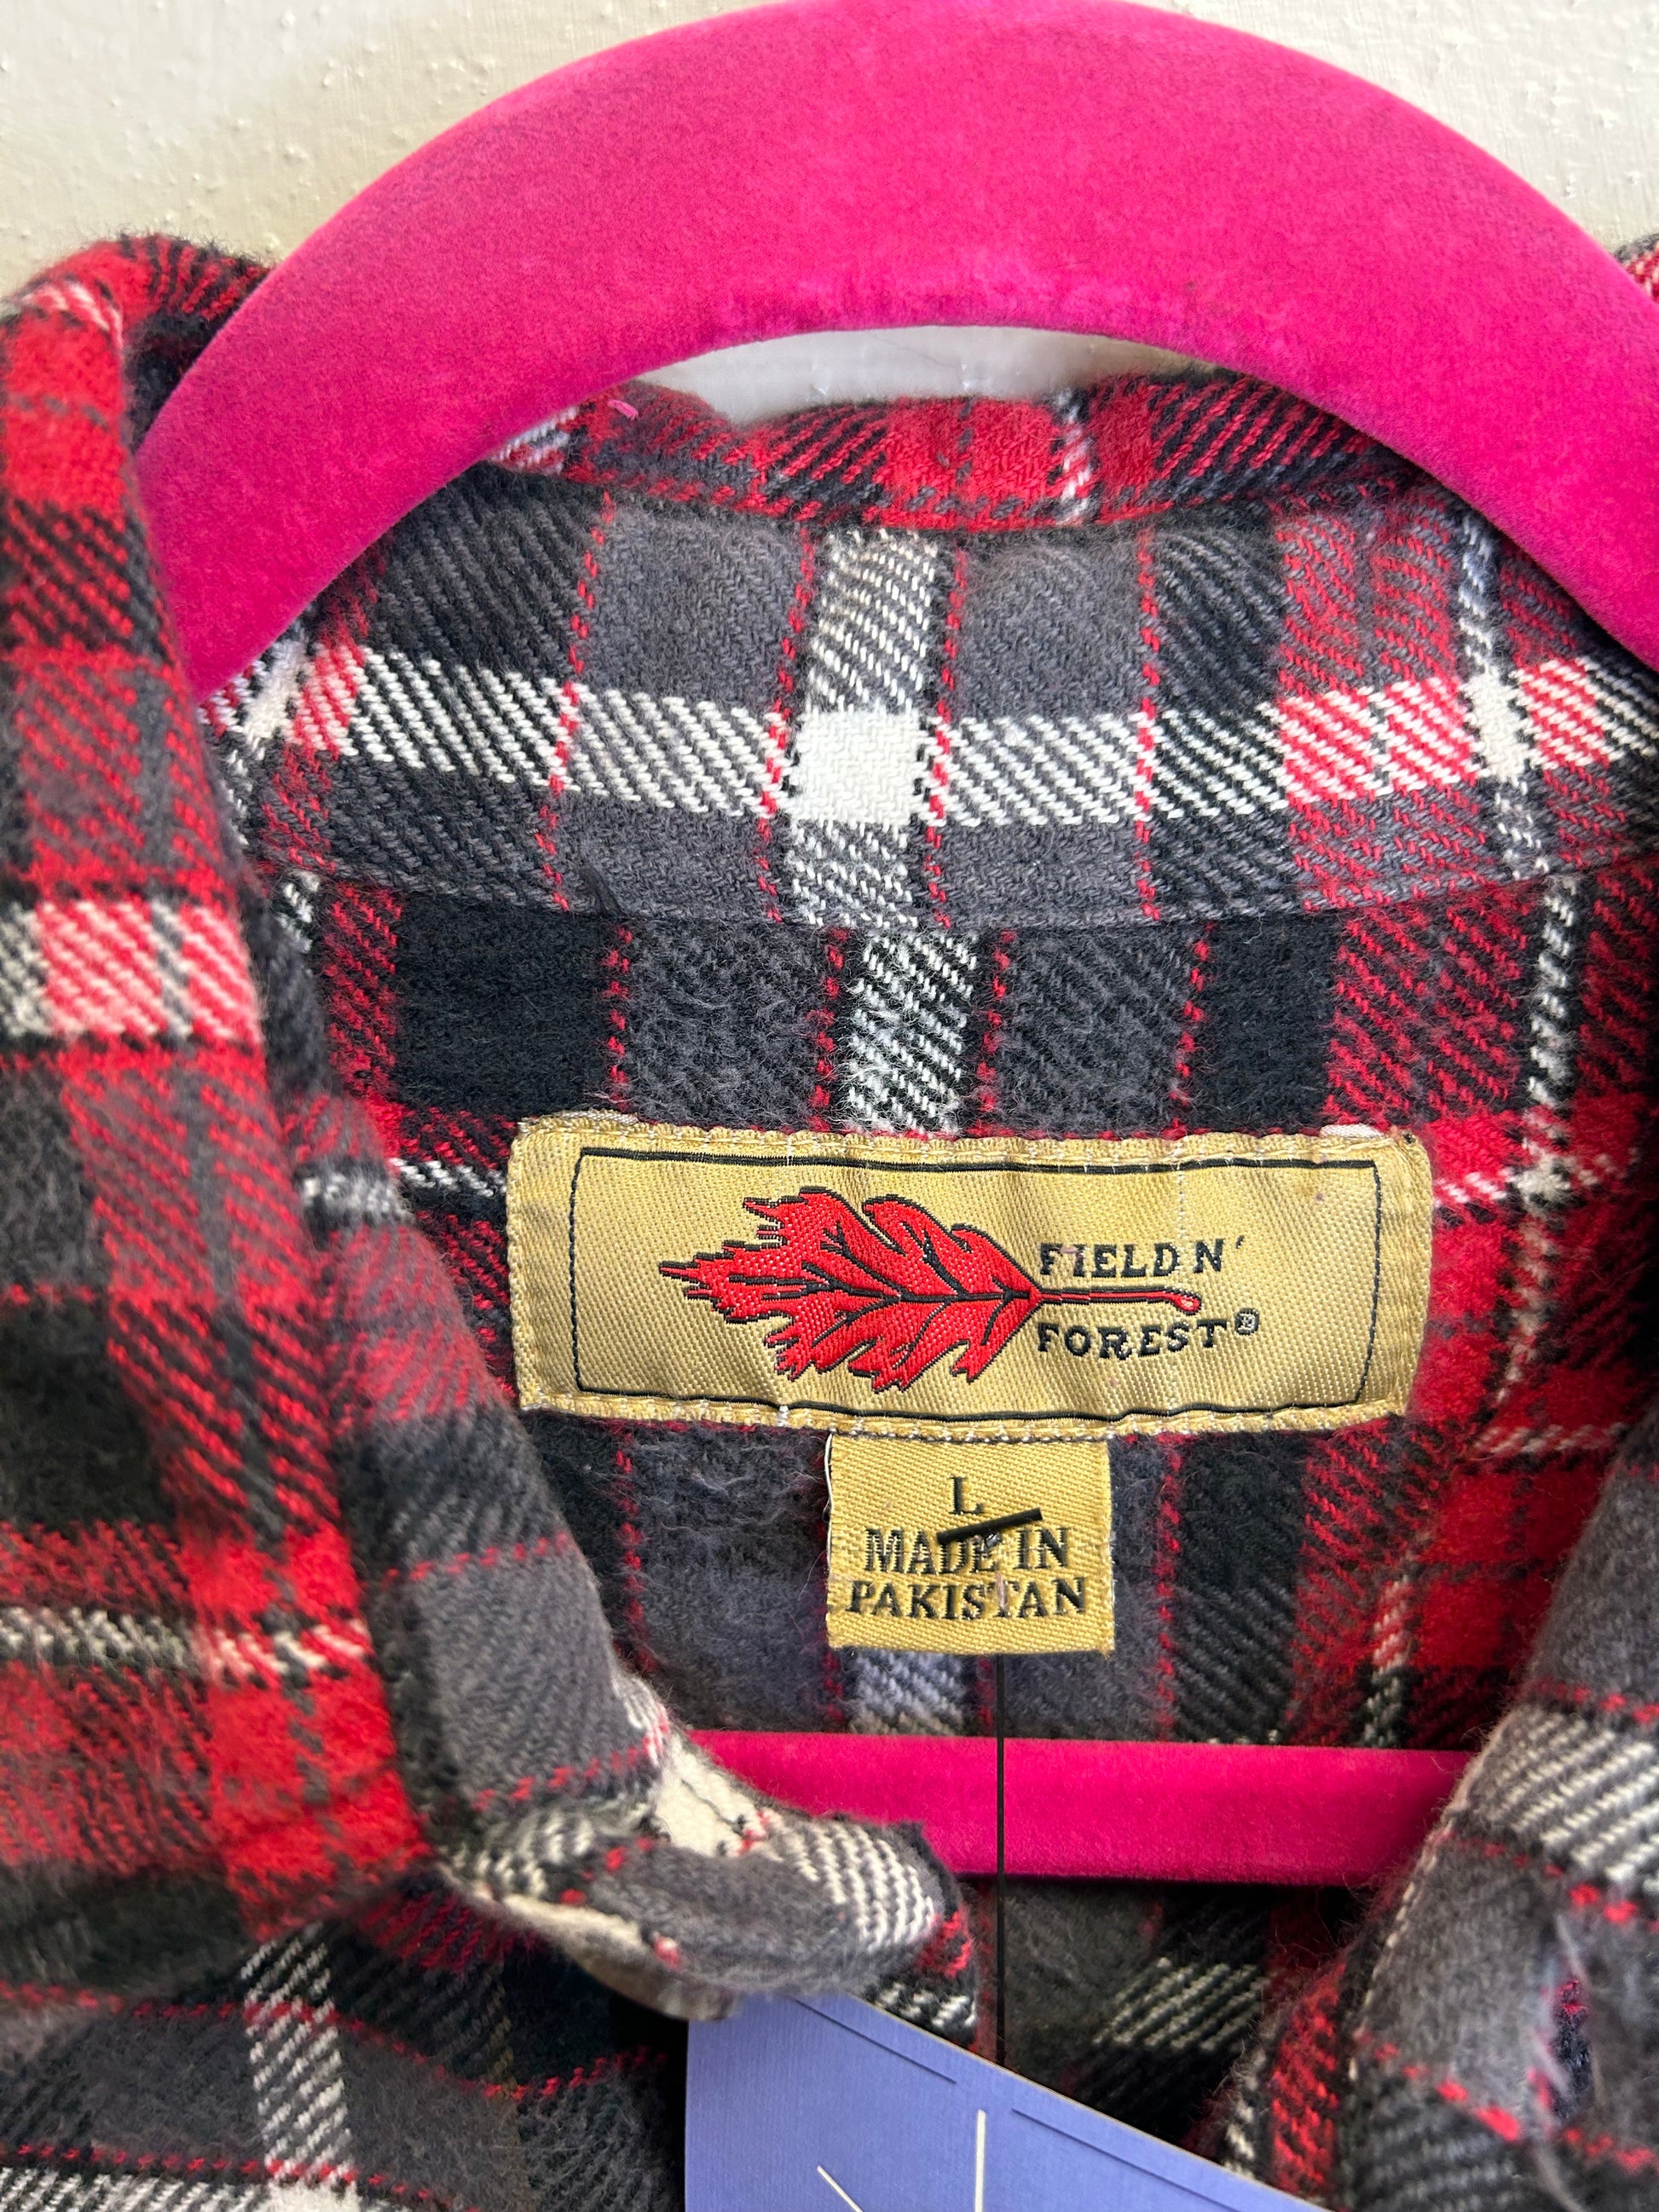 FIELD N'
FOREST®
L
MADE IN
PAKISTAN